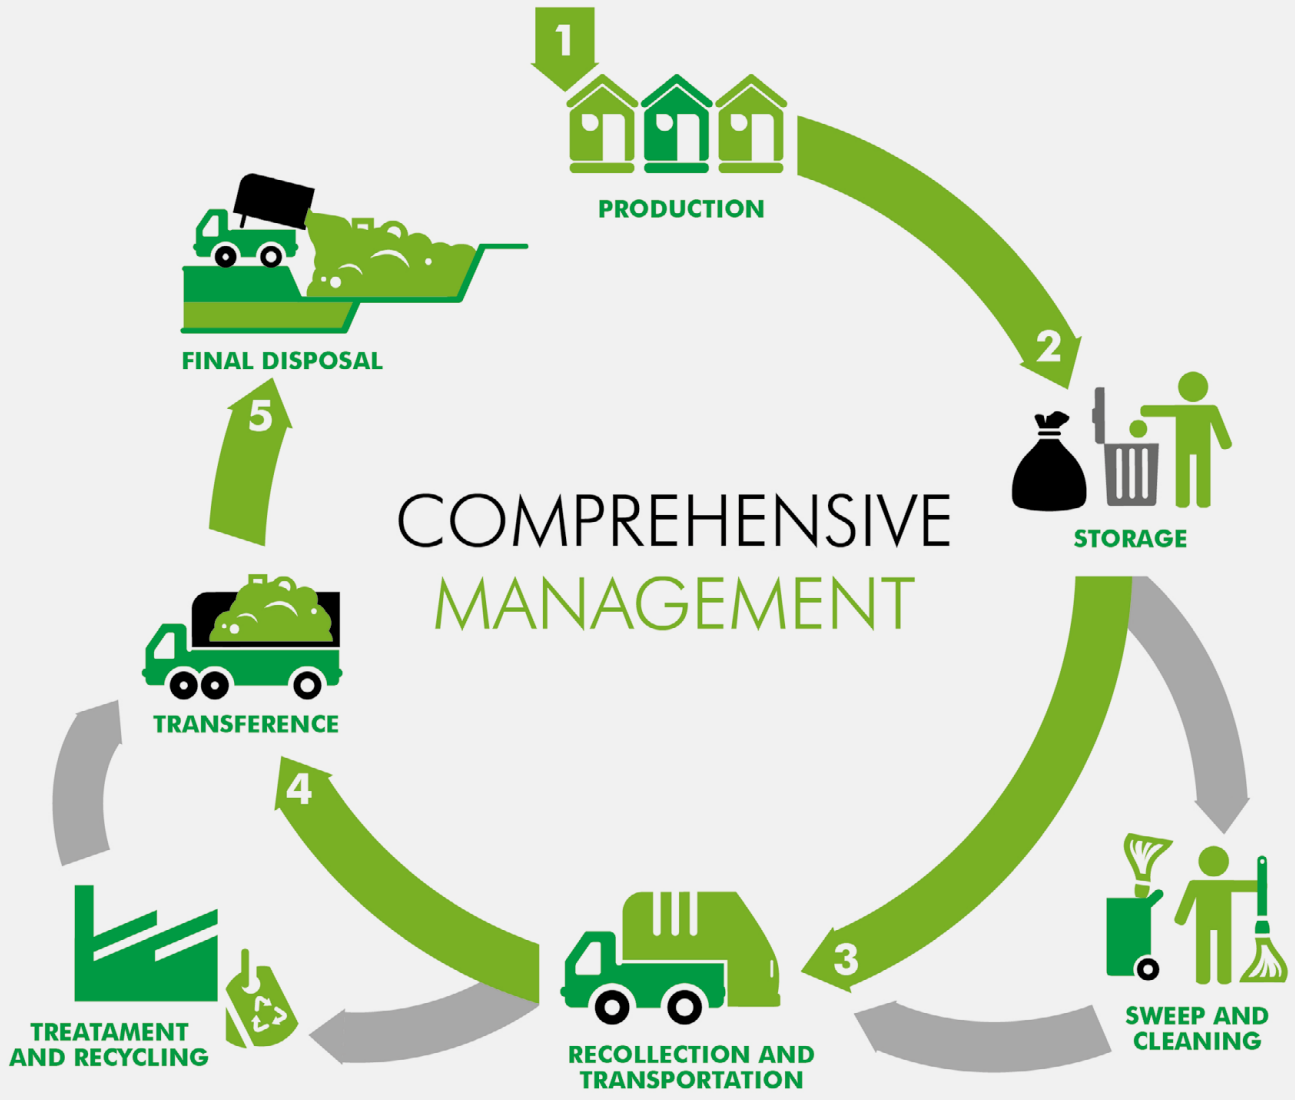 1
PRODUCTION
2
STORAGE
SWEEP AND
CLEANING
3
RECOLLECTION AND
TRANSPORTATION
TREATAMENT
AND RECYCLING
4
TRANSFERENCE
5
FINAL DISPOSAL
COMPREHENSIVE
MANAGEMENT